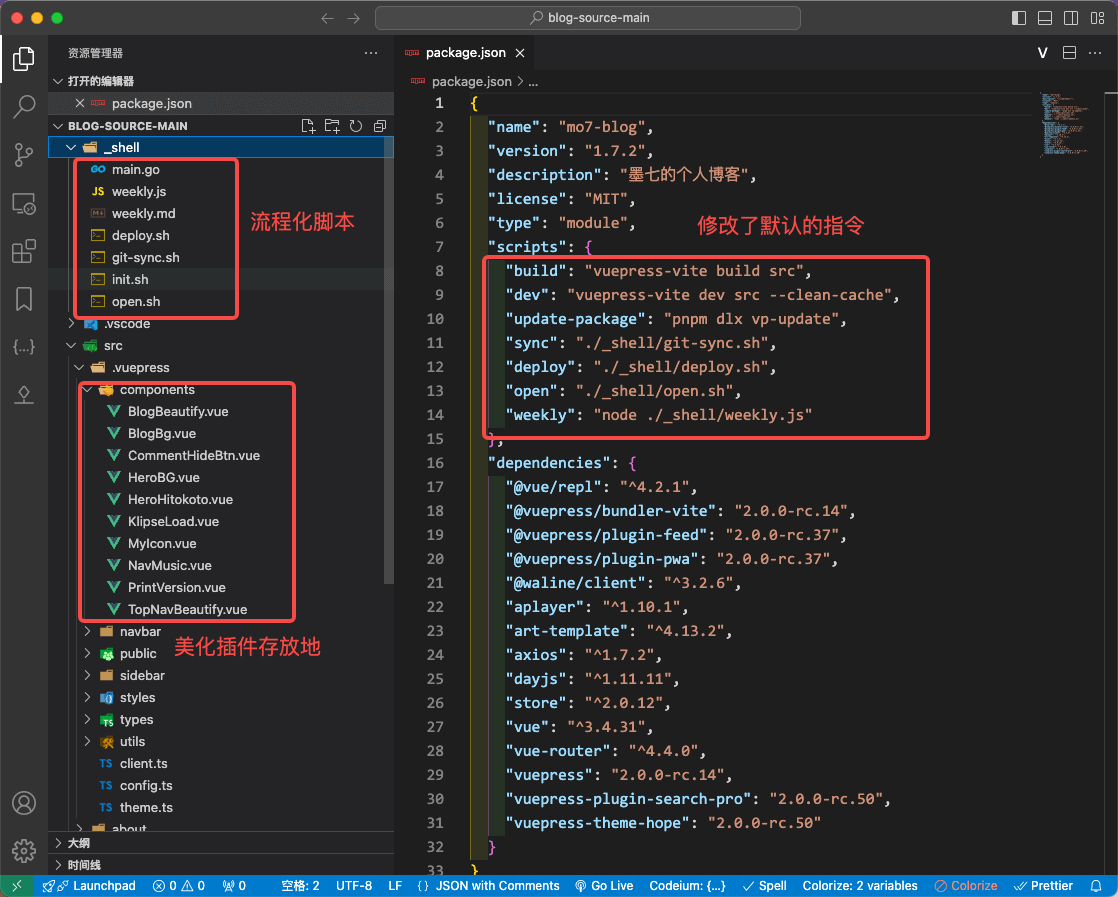 blog-source-main
资源管理器
打开的编辑器
package.json
BLOG-SOURCE-MAIN
_shell
main.go
JS weekly.js
weekly.md
deploy.sh
git-sync.sh
init.sh
open.sh
流程化脚本
.vscode
src
.vuepress
components
BlogBeautify.vue
BlogBg.vue
CommentHideBtn.vue
HeroBG.vue
HeroHitokoto.vue
KlipseLoad.vue
MyIcon.vue
NavMusic.vue
PrintVersion.vue
TopNavBeautify.vue
美化插件存放地
navbar
public
sidebar
styles
types
utils
TS client.ts
TS config.ts
TS theme.ts
about
大纲
时间线
package.json
V
package.json > ...
修改了默认的指令
1 {
2 "name": "mo7-blog",
3 "version": "1.7.2",
4 "description": "墨七的个人博客",
5 "license": "MIT",
6 "type": "module",
7 "scripts": {
8 "build": "vuepress-vite build src",
9 "dev": "vuepress-vite dev src --clean-cache",
10 "update-package": "pnpm dlx vp-update",
11 "sync": "./_shell/git-sync.sh",
12 "deploy": "./_shell/deploy.sh",
13 "open": "./_shell/open.sh",
14 "weekly": "node ./_shell/weekly.js"
15 },
16 "dependencies": {
17 "@vue/repl": "^4.2.1",
18 "@vuepress/bundler-vite": "2.0.0-rc.14",
19 "@vuepress/plugin-feed": "2.0.0-rc.37",
20 "@vuepress/plugin-pwa": "2.0.0-rc.37",
21 "@waline/client": "^3.2.6",
22 "aplayer": "^1.10.1",
23 "art-template": "^4.13.2",
24 "axios": "^1.7.2",
25 "dayjs": "^1.11.11",
26 "store": "^2.0.12",
27 "vue": "^3.4.31",
28 "vue-router": "^4.4.0",
29 "vuepress": "2.0.0-rc.14",
30 "vuepress-plugin-search-pro": "2.0.0-rc.50",
31 "vuepress-theme-hope": "2.0.0-rc.50"
32 }
33 }
Launchpad 0 0 0 空格: 2 UTF-8 LF {} JSON with Comments Go Live Codeium: {...} Spell Colorize: 2 variables Colorize Prettier